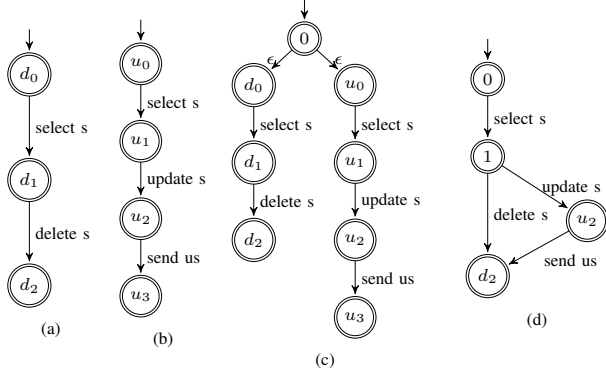 d₀
select s
d₁
delete s
d₂
(a)
u₀
select s
u₁
update s
u₂
send us
u₃
(b)
0
ϵ
ϵ
d₀
u₀
select s
select s
d₁
u₁
delete s
update s
d₂
u₂
send us
u₃
(c)
0
select s
1
update s
delete s
u₂
send us
d₂
(d)